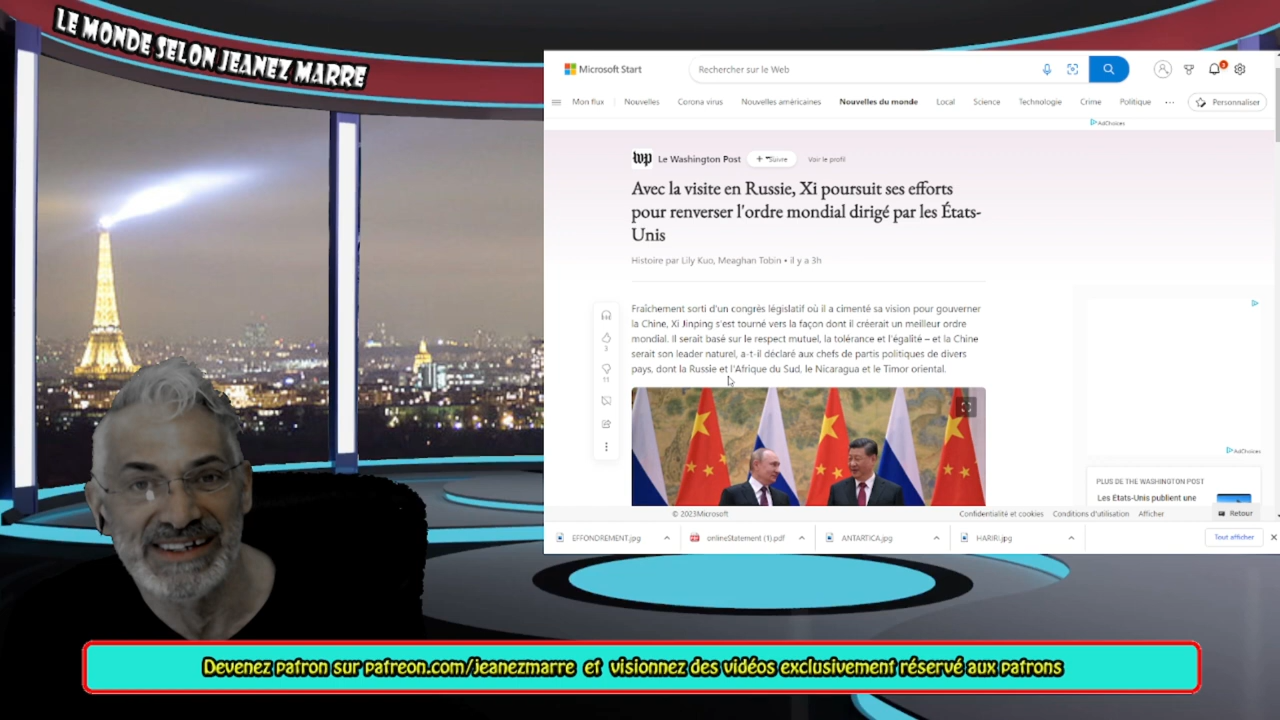 LE MONDE SELON JEANEZ MARRE
Microsoft Start
Rechercher sur le Web
3
Mon flux
Nouvelles
Corona virus
Nouvelles américaines
Nouvelles du monde
Local
Science
Technologie
Crime
Politique
Personnaliser
AdChoices
wp Le Washington Post
+ Suivre
Voir le profil
Avec la visite en Russie, Xi poursuit ses efforts
pour renverser l'ordre mondial dirigé par les États-
Unis
Histoire par Lily Kuo, Meaghan Tobin • il y a 3h
Fraîchement sorti d'un congrès législatif où il a cimenté sa vision pour gouverner
la Chine, Xi Jinping s'est tourné vers la façon dont il créerait un meilleur ordre
mondial. Il serait basé sur le respect mutuel, la tolérance et l'égalité – et la Chine
serait son leader naturel, a-t-il déclaré aux chefs de partis politiques de divers
pays, dont la Russie et l'Afrique du Sud, le Nicaragua et le Timor oriental.
3
11
AdChoices
PLUS DE THE WASHINGTON POST
Les États-Unis publient une
© 2023Microsoft
Confidentialité et cookies
Conditions d'utilisation
Afficher
Retour
EFFONDREMENT.jpg
onlineStatement (1).pdf
ANTARTICA.jpg
HARIRI.jpg
Tout afficher
Devenez patron sur patreon.com/jeanezmarre et visionnez des vidéos exclusivement réservé aux patrons